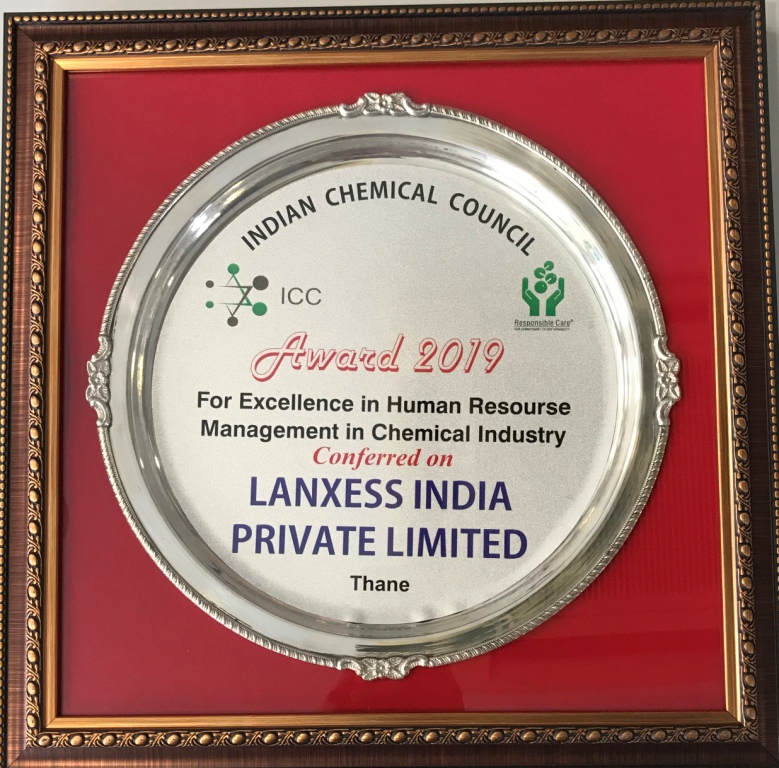 INDIAN CHEMICAL COUNCIL
ICC
Responsible Care®
Award 2019
For Excellence in Human Resourse
Management in Chemical Industry
Conferred on
LANXESS INDIA
PRIVATE LIMITED
Thane